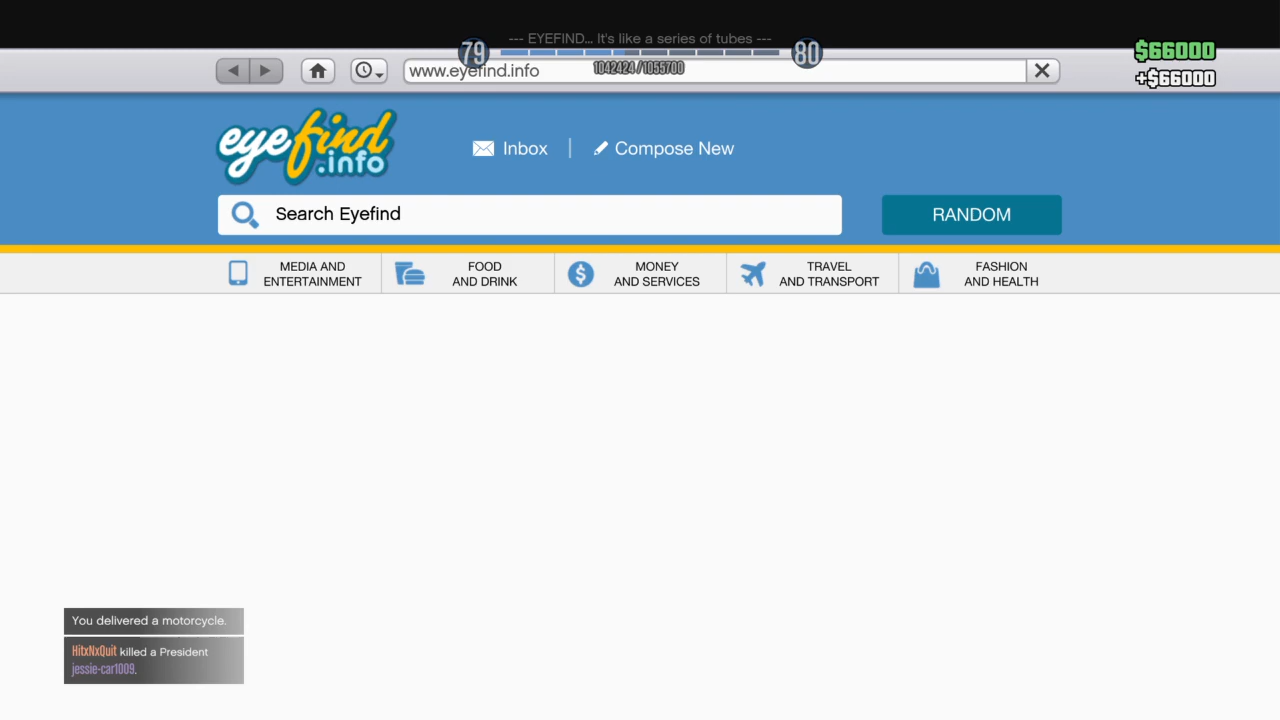 --- EYEFIND... It's like a series of tubes ---
79
80
1042424/1055700
$66000
+$66000
www.eyefind.info
eyefind
.info
Inbox
Compose New
Search Eyefind
RANDOM
MEDIA AND
ENTERTAINMENT
FOOD
AND DRINK
MONEY
AND SERVICES
TRAVEL
AND TRANSPORT
FASHION
AND HEALTH
You delivered a motorcycle.
HitxNxQuit killed a President
jessie-car1009.